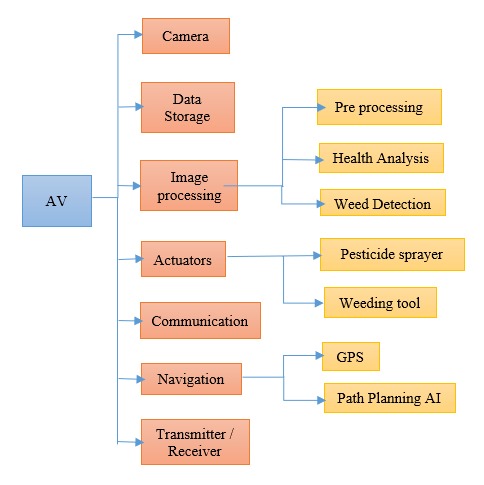 AV
Camera
Data
Storage
Image
processing
Pre processing
Health Analysis
Weed Detection
Actuators
Pesticide sprayer
Weeding tool
Communication
Navigation
GPS
Path Planning AI
Transmitter /
Receiver